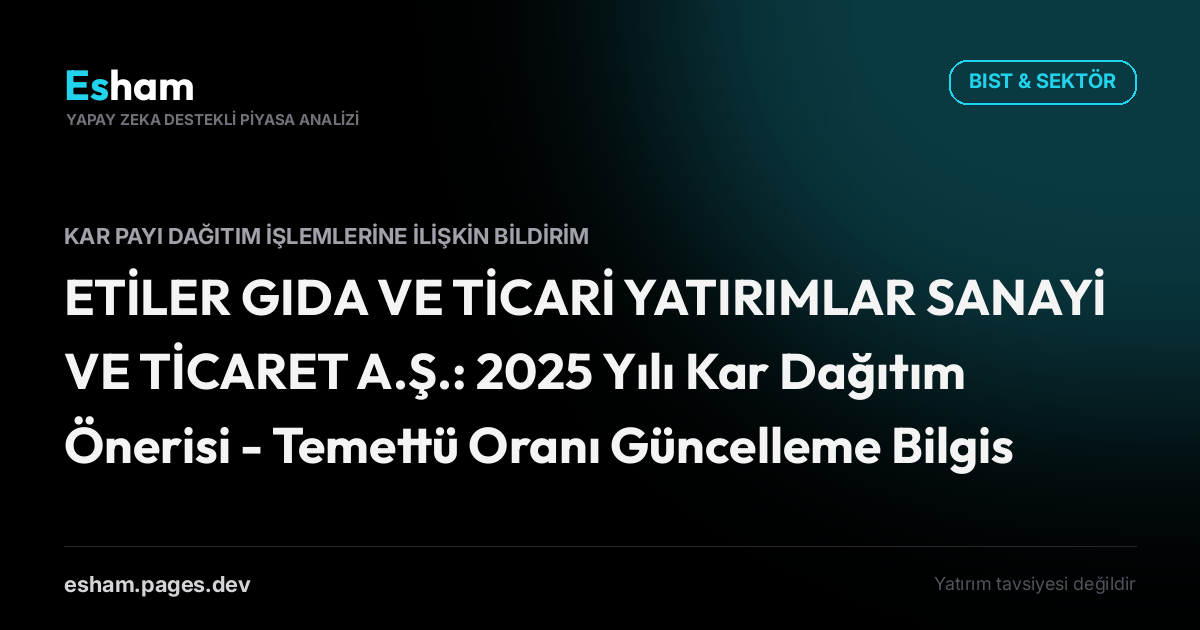 Esham
BIST & SEKTÖR
YAPAY ZEKA DESTEKLİ PİYASA ANALİZİ
KAR PAYI DAĞITIM İŞLEMLERİNE İLİŞKİN BİLDİRİM
ETİLER GIDA VE TİCARİ YATIRIMLAR SANAYİ
VE TİCARET A.Ş.: 2025 Yılı Kar Dağıtım
Önerisi - Temettü Oranı Güncelleme Bilgis
esham.pages.dev
Yatırım tavsiyesi değildir